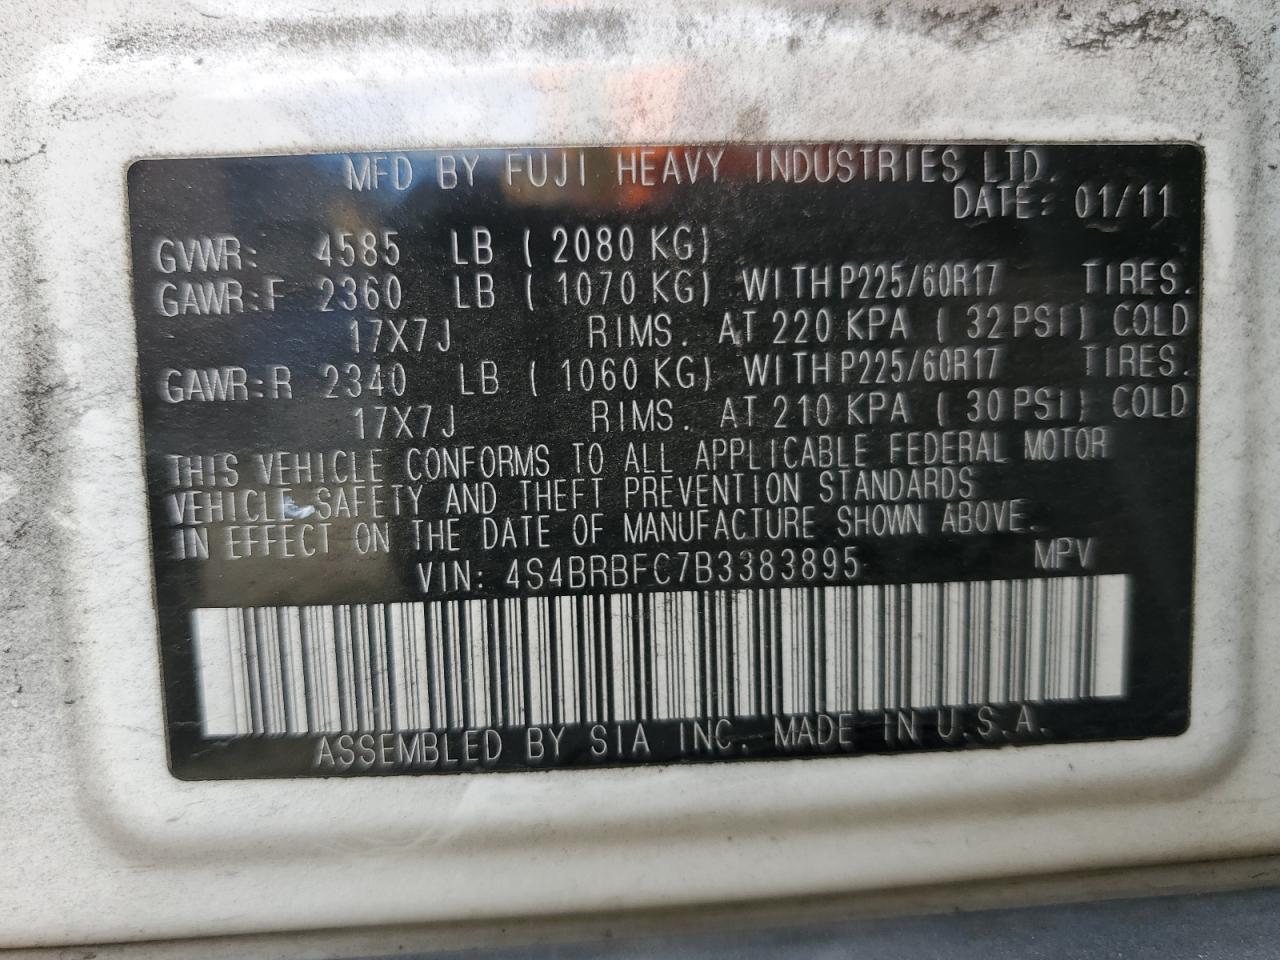 MFD BY FUJI HEAVY INDUSTRIES LTD.
DATE: 01/11
GVWR: 4585 LB ( 2080 KG)
GAWR:F 2360 LB ( 1070 KG) WITH P225/60R17 TIRES.
17X7J RIMS. AT 220 KPA ( 32 PSI) COLD
GAWR:R 2340 LB ( 1060 KG) WITH P225/60R17 TIRES.
17X7J RIMS. AT 210 KPA ( 30 PSI) COLD
THIS VEHICLE CONFORMS TO ALL APPLICABLE FEDERAL MOTOR
VEHICLE SAFETY AND THEFT PREVENTION STANDARDS
IN EFFECT ON THE DATE OF MANUFACTURE SHOWN ABOVE.
VIN: 4S4BRBFC7B3383895 MPV
ASSEMBLED BY SIA INC. MADE IN U.S.A.